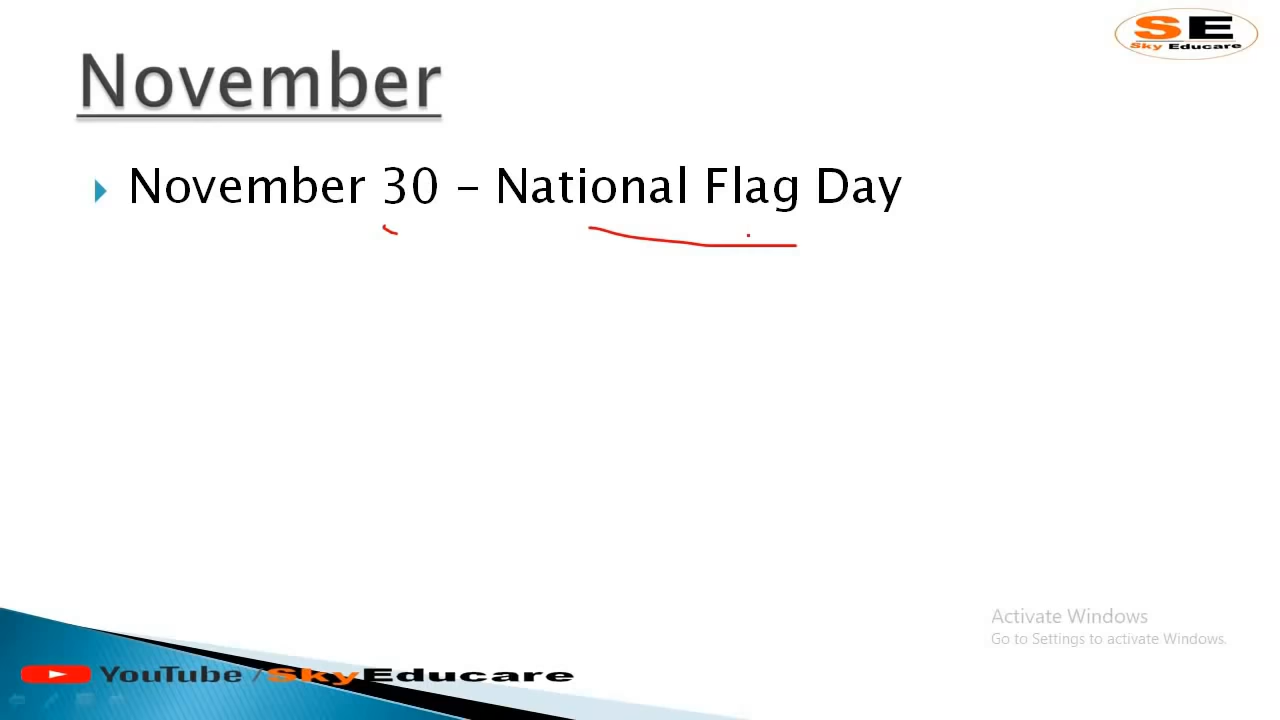 SE
Sky Educare
November
November 30 – National Flag Day
Activate Windows
Go to Settings to activate Windows.
YouTube /SkyEducare